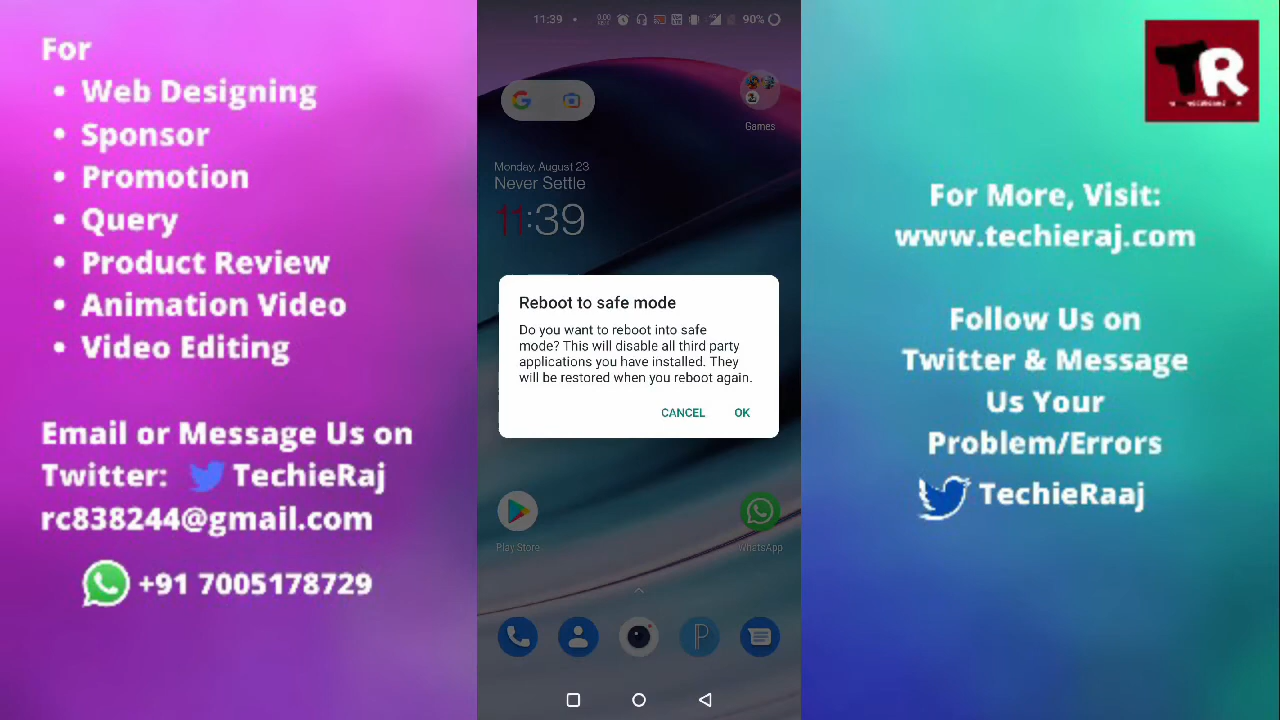 For
• Web Designing
• Sponsor
• Promotion
• Query
• Product Review
• Animation Video
• Video Editing
Email or Message Us on
Twitter: TechieRaj
rc838244@gmail.com
+91 7005178729
11:39
90%
Games
Monday, August 23
Never Settle
11:39
Reboot to safe mode
Do you want to reboot into safe
mode? This will disable all third party
applications you have installed. They
will be restored when you reboot again.
CANCEL OK
Play Store
WhatsApp
TR
For More, Visit:
www.techieraj.com
Follow Us on
Twitter & Message
Us Your
Problem/Errors
TechieRaaj